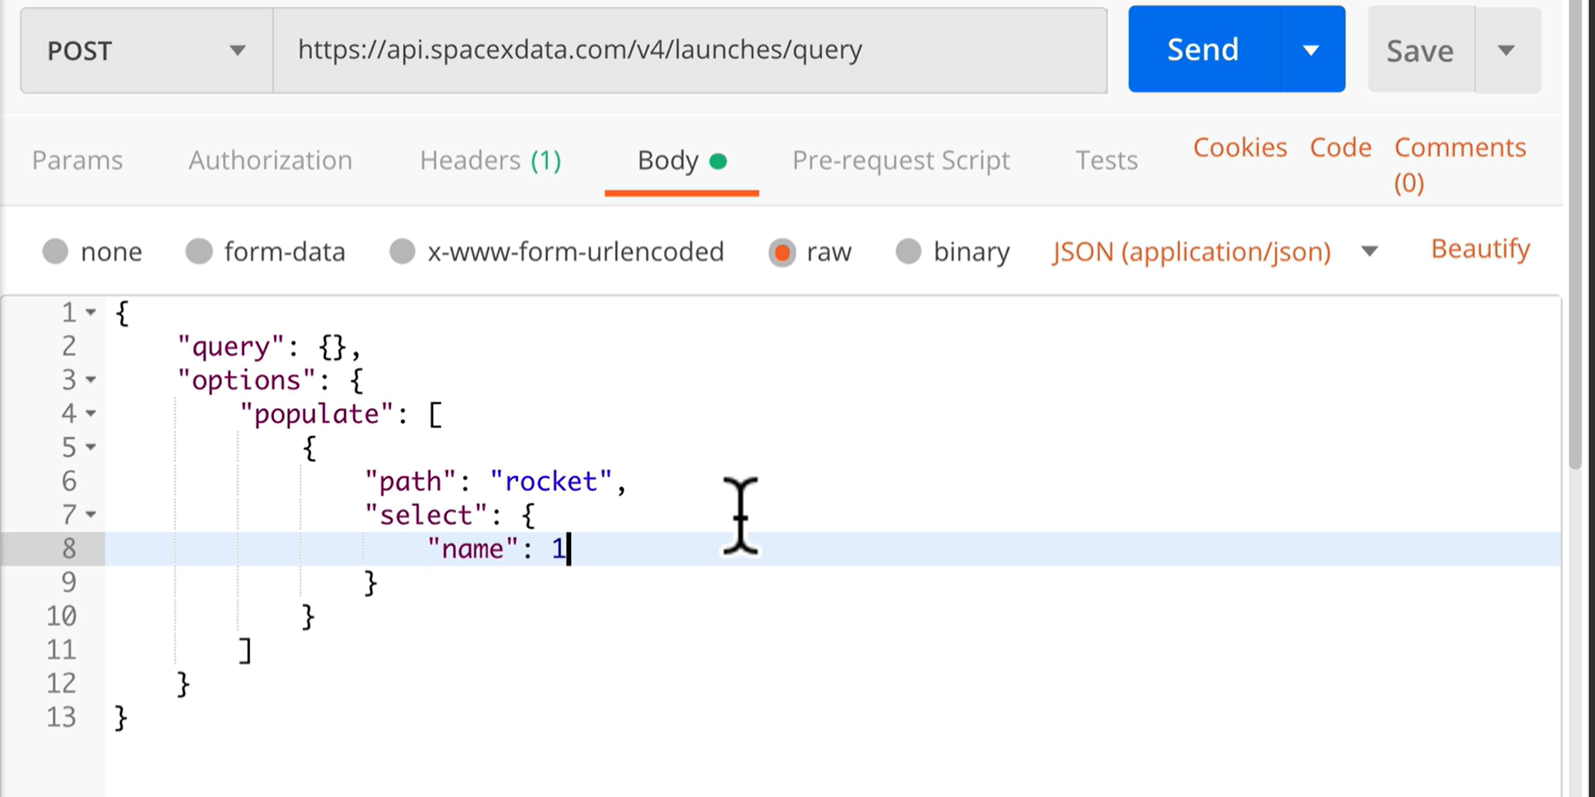 POST https://api.spacexdata.com/v4/launches/query Send Save
Params Authorization Headers (1) Body Pre-request Script Tests Cookies Code Comments (0)
none form-data x-www-form-urlencoded raw binary JSON (application/json) Beautify
1 {
2     "query": {},
3     "options": {
4         "populate": [
5             {
6                 "path": "rocket",
7                 "select": {
8                     "name": 1
9                 }
10             }
11         ]
12     }
13 }